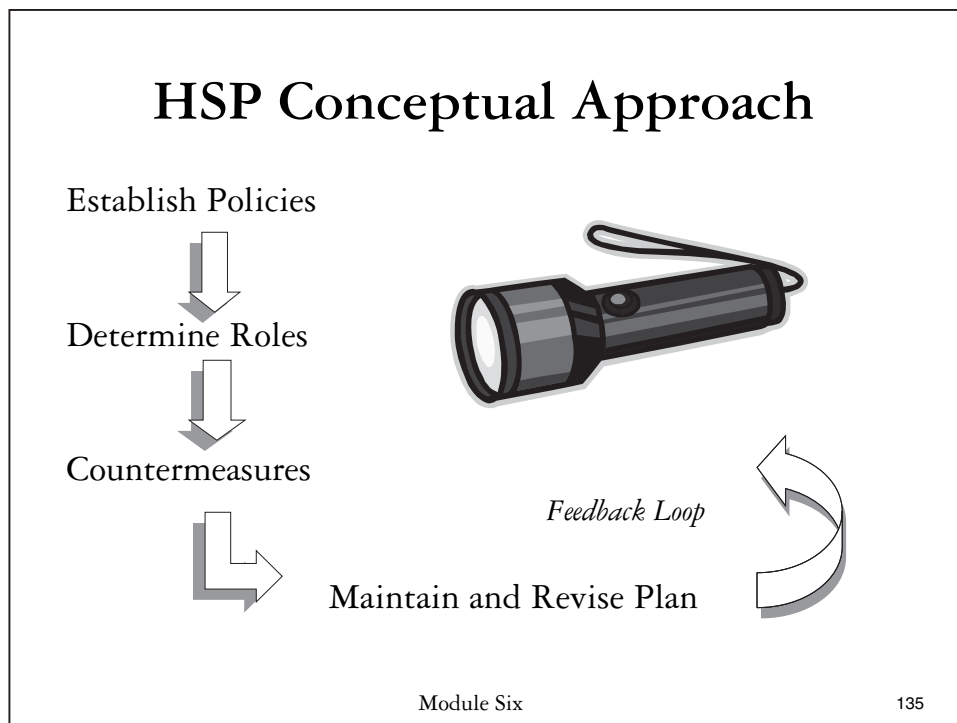 HSP Conceptual Approach
Establish Policies
Determine Roles
Countermeasures
Feedback Loop
Maintain and Revise Plan
Module Six
135